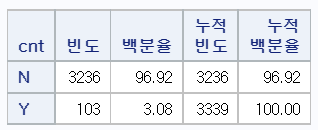 cnt 빈도 백분율 누적 빈도 누적 백분율
N 3236 96.92 3236 96.92
Y 103 3.08 3339 100.00